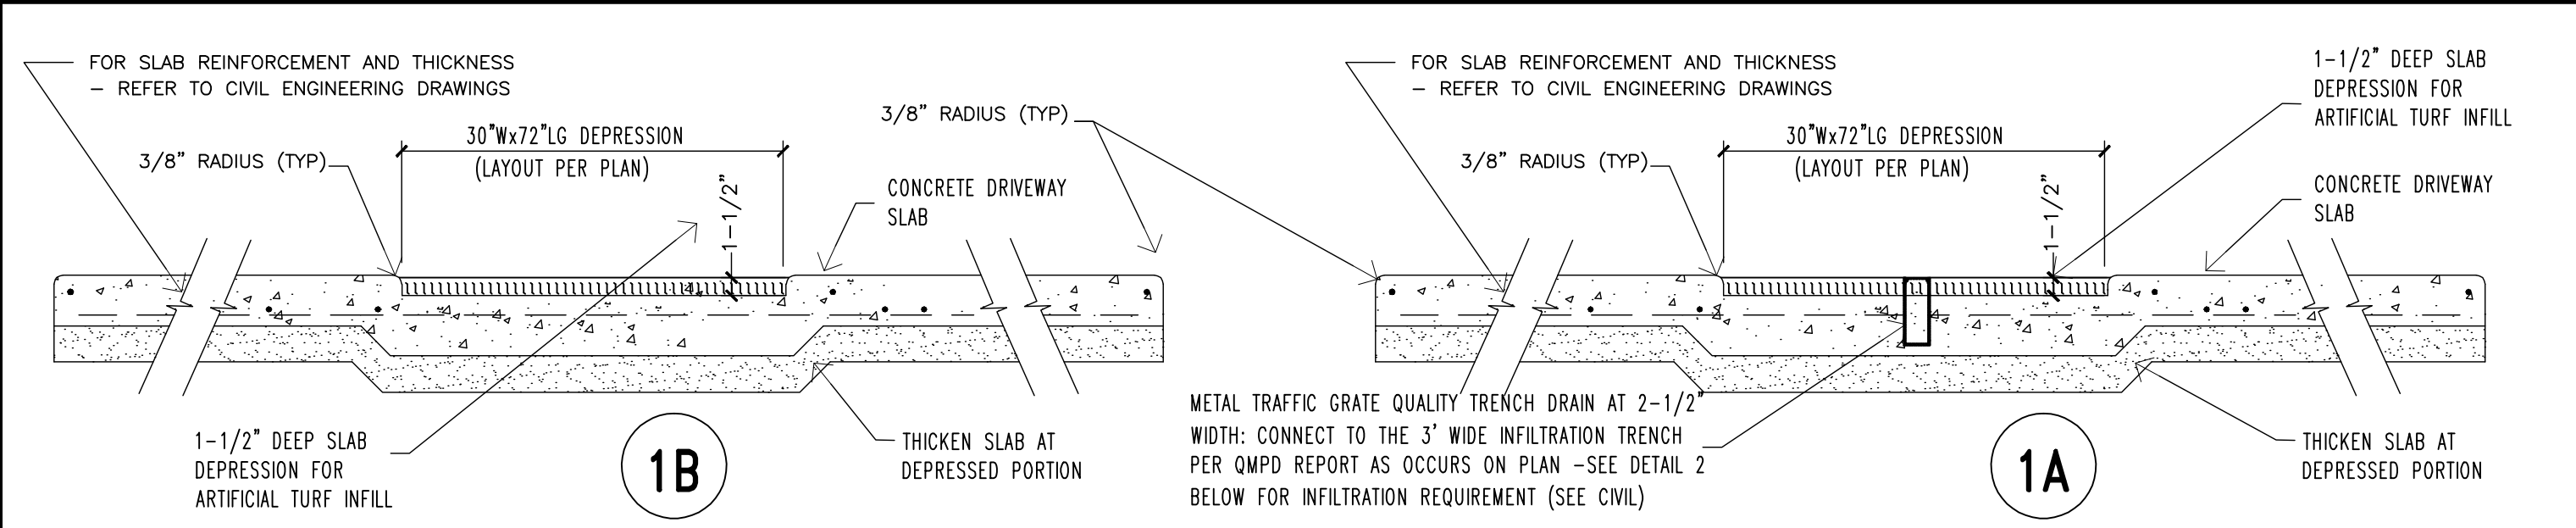 FOR SLAB REINFORCEMENT AND THICKNESS
- REFER TO CIVIL ENGINEERING DRAWINGS
3/8" RADIUS (TYP)
30"Wx72"LG DEPRESSION
(LAYOUT PER PLAN)
1-1/2"
3/8" RADIUS (TYP)
CONCRETE DRIVEWAY
SLAB
1-1/2" DEEP SLAB
DEPRESSION FOR
ARTIFICIAL TURF INFILL
1B
THICKEN SLAB AT
DEPRESSED PORTION
FOR SLAB REINFORCEMENT AND THICKNESS
- REFER TO CIVIL ENGINEERING DRAWINGS
3/8" RADIUS (TYP)
30"Wx72"LG DEPRESSION
(LAYOUT PER PLAN)
1-1/2"
1-1/2" DEEP SLAB
DEPRESSION FOR
ARTIFICIAL TURF INFILL
CONCRETE DRIVEWAY
SLAB
METAL TRAFFIC GRATE QUALITY TRENCH DRAIN AT 2-1/2"
WIDTH: CONNECT TO THE 3' WIDE INFILTRATION TRENCH
PER QMPD REPORT AS OCCURS ON PLAN -SEE DETAIL 2
BELOW FOR INFILTRATION REQUIREMENT (SEE CIVIL)
1A
THICKEN SLAB AT
DEPRESSED PORTION